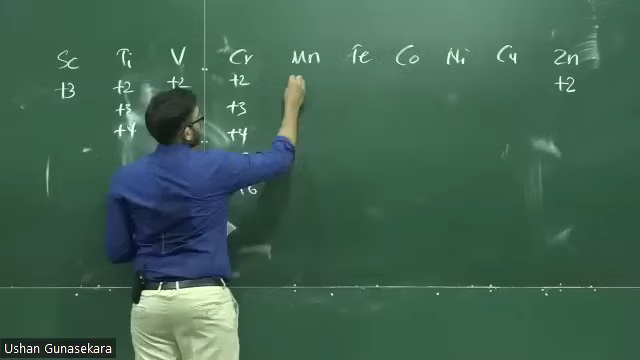 Sc Ti V Cr Mn Fe Co Ni Cu Zn
+3 +2 +2 +2 +2
+3 +3
+4 +4
+6
Ushan Gunasekara